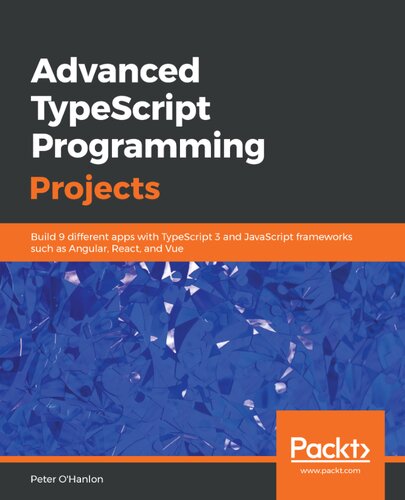 Advanced
TypeScript
Programming
Projects
Build 9 different apps with TypeScript 3 and JavaScript frameworks
such as Angular, React, and Vue
Packt>
www.packt.com
Peter O'Hanlon